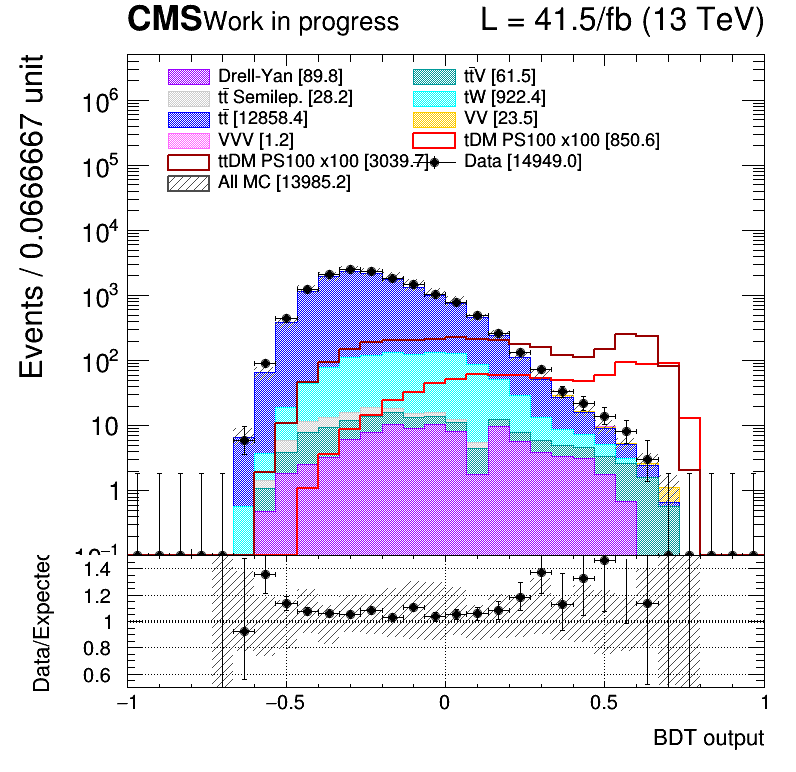 CMS Work in progress L = 41.5/fb (13 TeV)
Events / 0.0666667 unit
Drell-Yan [89.8] tt̄V [61.5]
tt̄ Semilep. [28.2] tW [922.4]
tt̄ [12858.4] VV [23.5]
VVV [1.2] tDM PS100 x100 [850.6]
ttDM PS100 x100 [3039.7] Data [14949.0]
All MC [13985.2]
10⁶
10⁵
10⁴
10³
10²
10
1
10⁻¹
Data/Expected
1.4
1.2
1
0.8
0.6
−1 −0.5 0 0.5 1
BDT output